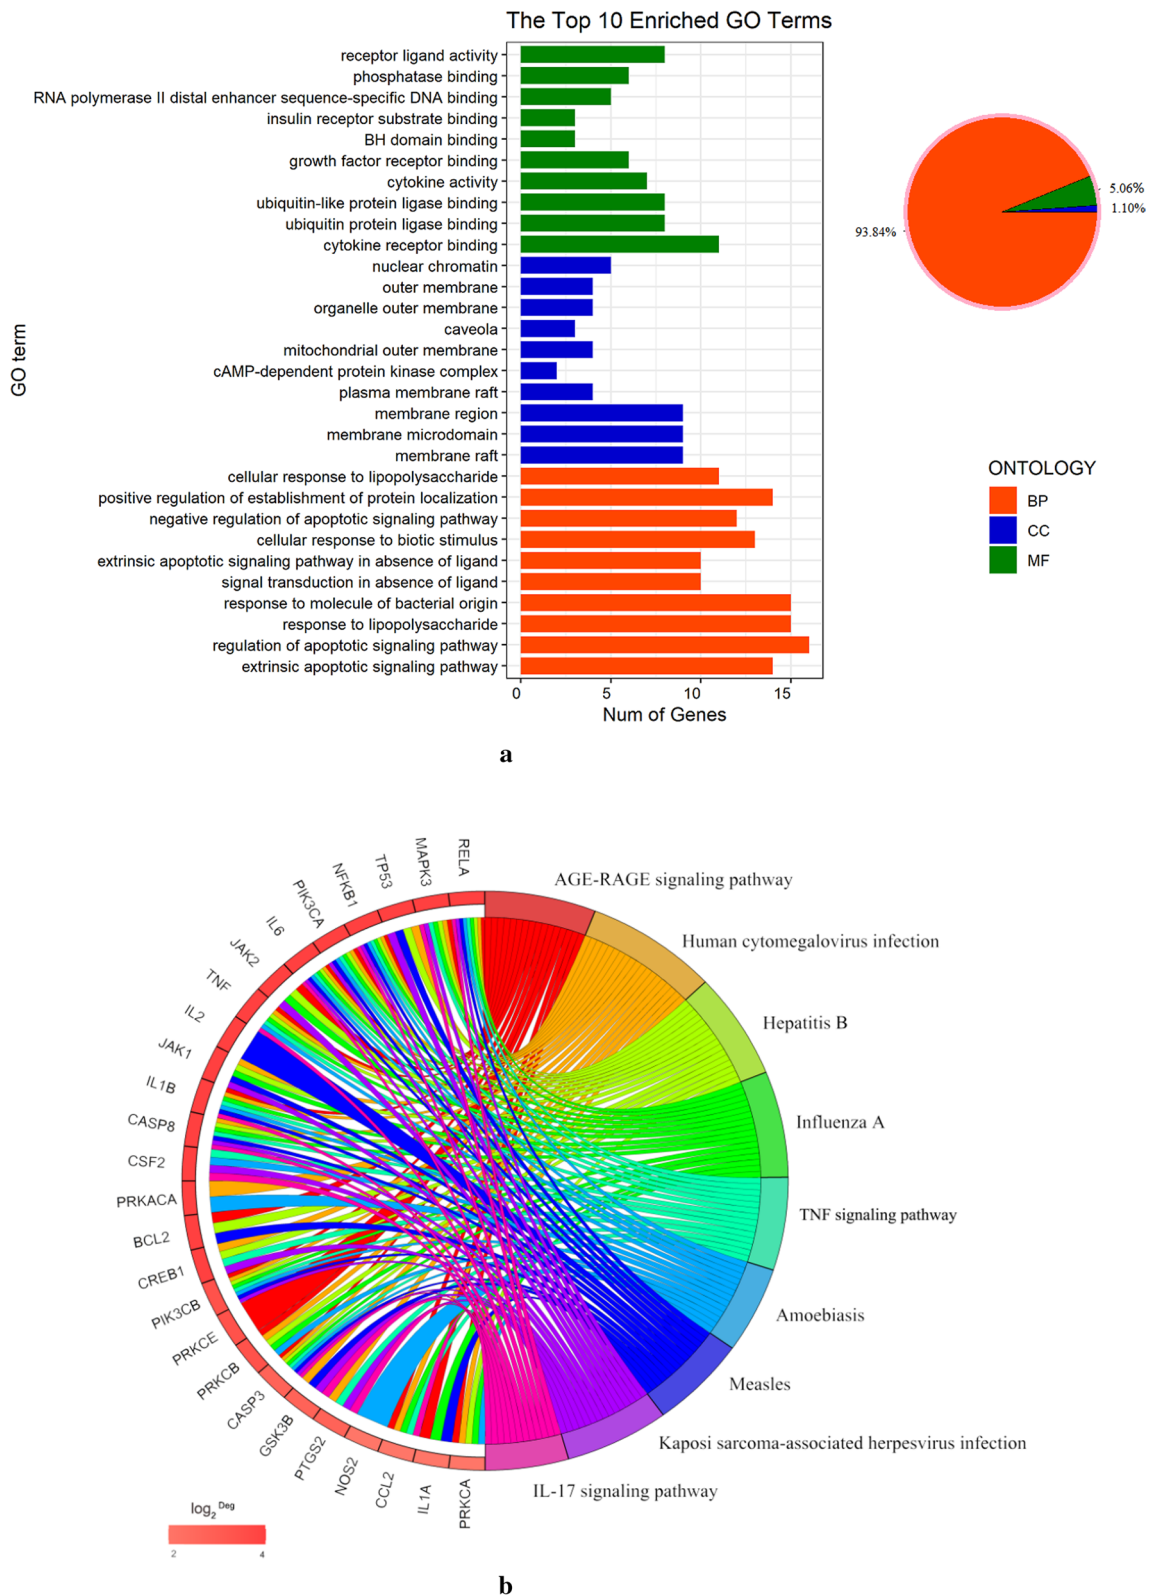 The Top 10 Enriched GO Terms
receptor ligand activity
phosphatase binding
RNA polymerase II distal enhancer sequence-specific DNA binding
insulin receptor substrate binding
BH domain binding
growth factor receptor binding
cytokine activity
ubiquitin-like protein ligase binding
ubiquitin protein ligase binding
cytokine receptor binding
nuclear chromatin
outer membrane
organelle outer membrane
caveola
mitochondrial outer membrane
cAMP-dependent protein kinase complex
plasma membrane raft
membrane region
membrane microdomain
membrane raft
cellular response to lipopolysaccharide
positive regulation of establishment of protein localization
negative regulation of apoptotic signaling pathway
cellular response to biotic stimulus
extrinsic apoptotic signaling pathway in absence of ligand
signal transduction in absence of ligand
response to molecule of bacterial origin
response to lipopolysaccharide
regulation of apoptotic signaling pathway
extrinsic apoptotic signaling pathway
GO term
0 5 10 15
Num of Genes
5.06%
1.10%
93.84%
ONTOLOGY
BP
CC
MF
a
RELA
MAPK3
TP53
NFKB1
PIK3CA
IL6
JAK2
TNF
IL2
JAK1
IL1B
CASP8
CSF2
PRKACA
BCL2
CREB1
PIK3CB
PRKCE
PRKCB
CASP3
GSK3B
PTGS2
NOS2
CCL2
IL1A
PRKCA
AGE-RAGE signaling pathway
Human cytomegalovirus infection
Hepatitis B
Influenza A
TNF signaling pathway
Amoebiasis
Measles
Kaposi sarcoma-associated herpesvirus infection
IL-17 signaling pathway
log2 Deg
2 4
b